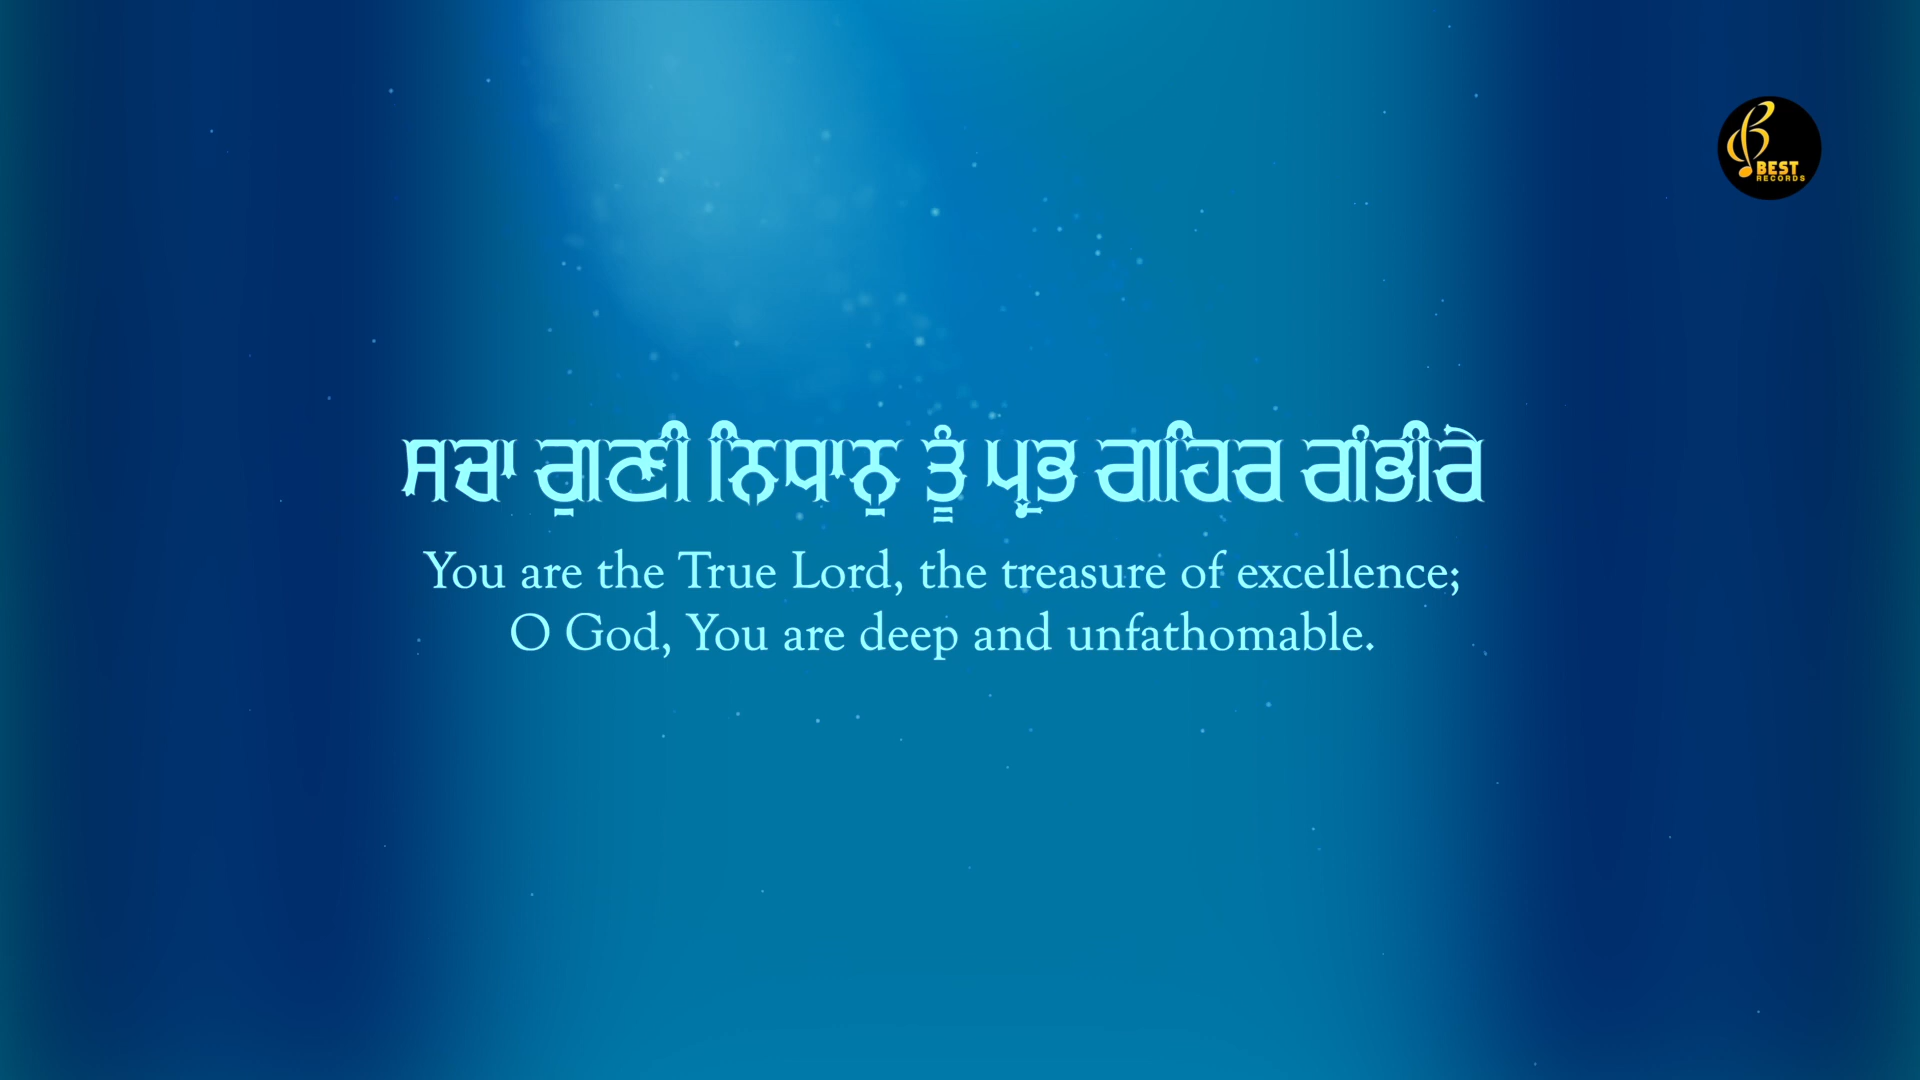 BEST
RECORDS
ਸਚਾ ਗੁਣੀ ਨਿਧਾਨੁ ਤੂੰ ਪ੍ਰਭ ਗਹਿਰ ਗੰਭੀਰੇ
You are the True Lord, the treasure of excellence;
O God, You are deep and unfathomable.